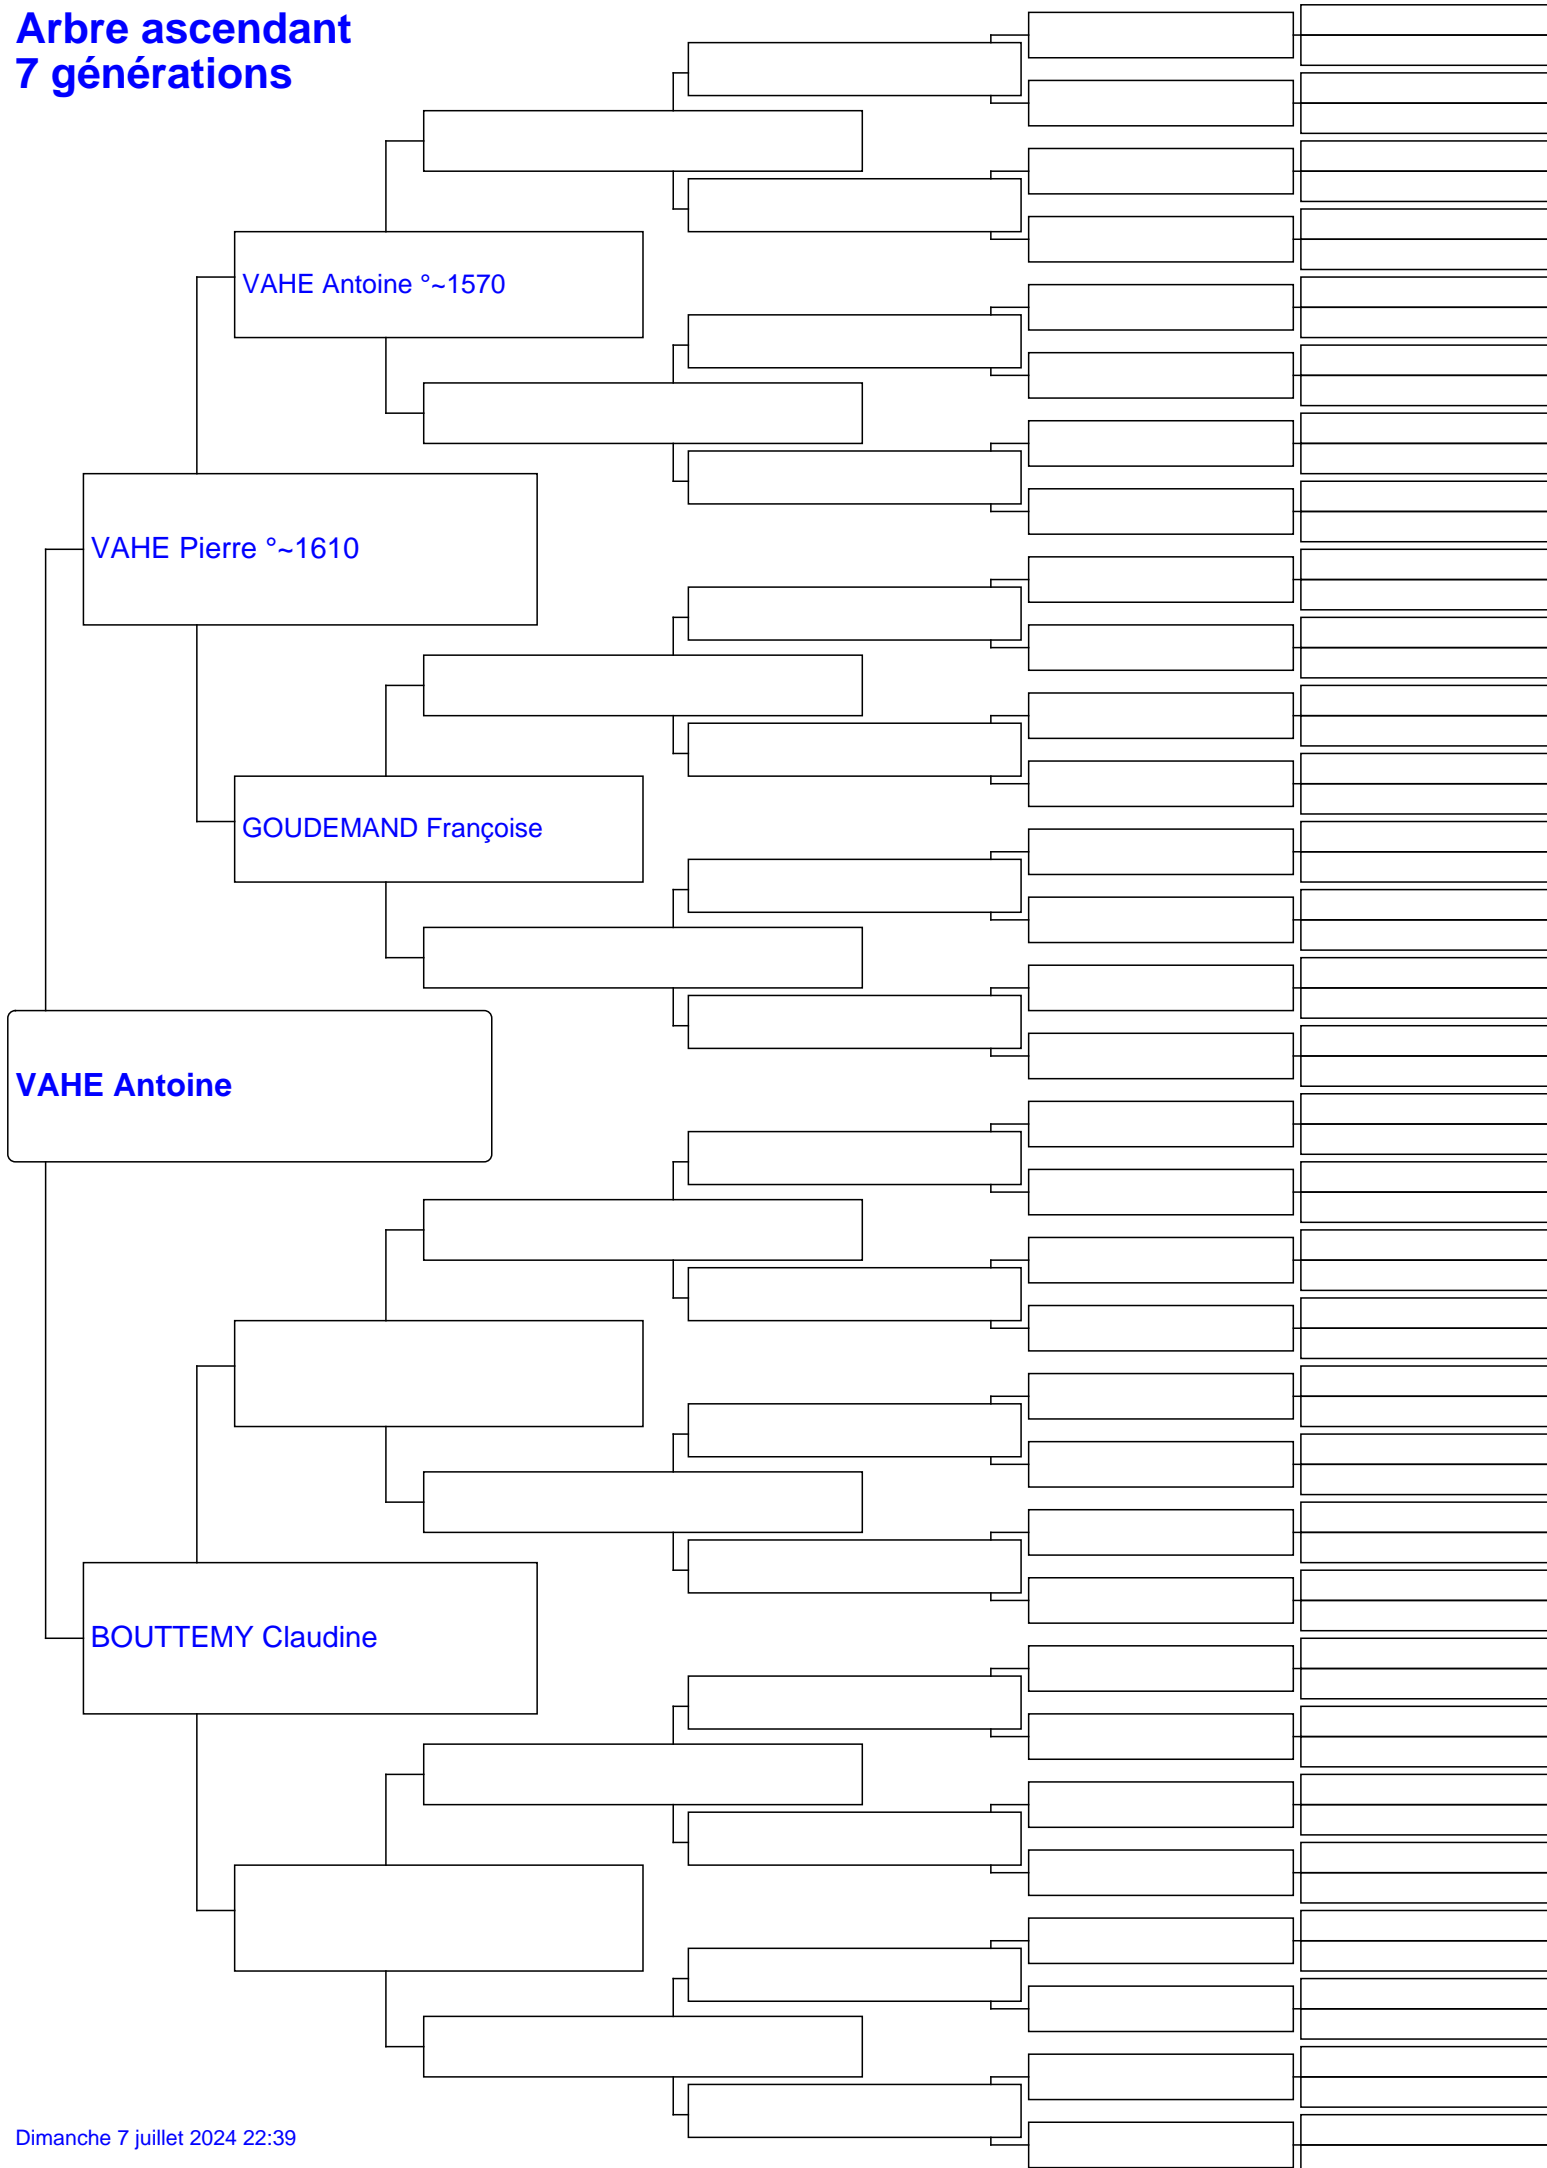 Arbre ascendant
7 générations
VAHE Antoine °~1570
VAHE Pierre °~1610
GOUDEMAND Françoise
VAHE Antoine
BOUTTEMY Claudine
Dimanche 7 juillet 2024 22:39